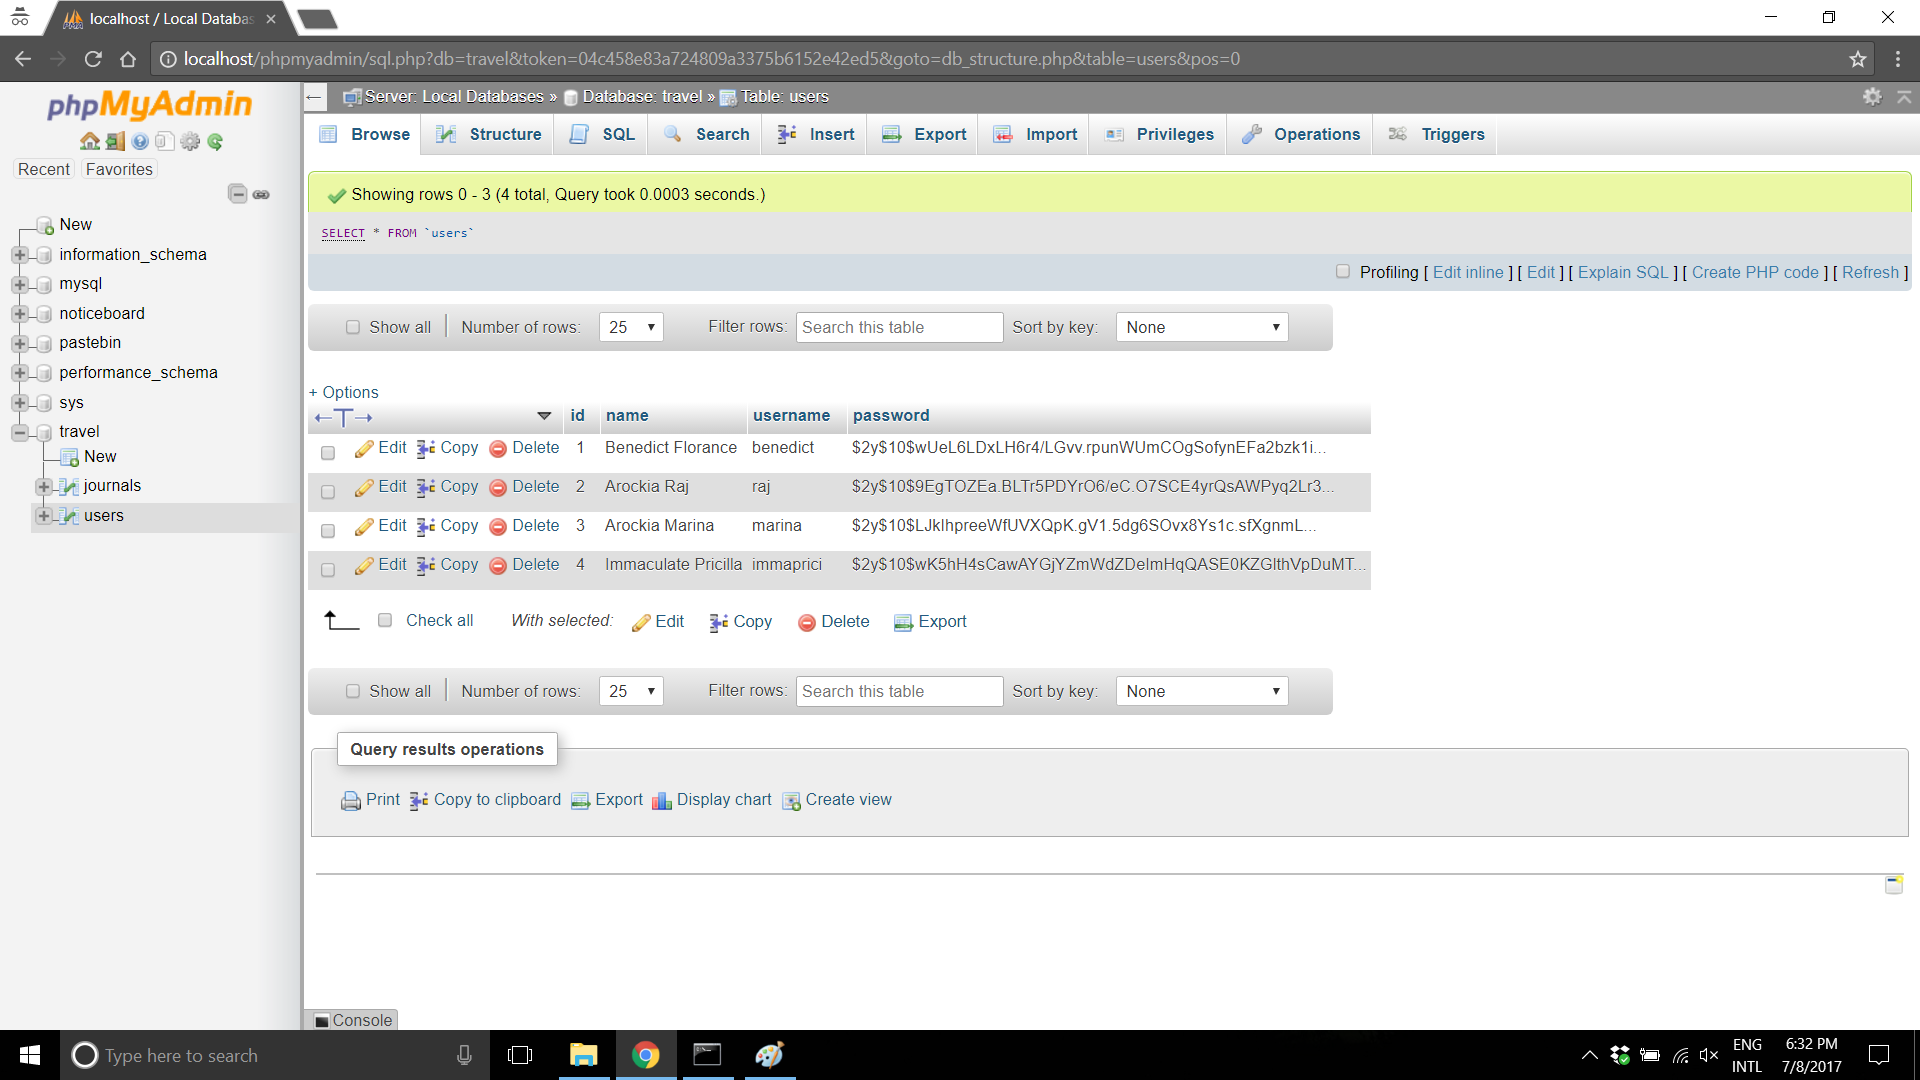 localhost / Local Databas
localhost/phpmyadmin/sql.php?db=travel&token=04c458e83a724809a3375b6152e42ed5&goto=db_structure.php&table=users&pos=0
phpMyAdmin
Recent Favorites
New
information_schema
mysql
noticeboard
pastebin
performance_schema
sys
travel
New
journals
users
Server: Local Databases » Database: travel » Table: users
Browse Structure SQL Search Insert Export Import Privileges Operations Triggers
Showing rows 0 - 3 (4 total, Query took 0.0003 seconds.)
SELECT * FROM `users`
Profiling [ Edit inline ] [ Edit ] [ Explain SQL ] [ Create PHP code ] [ Refresh ]
Show all Number of rows: 25 Filter rows: Search this table Sort by key: None
+ Options
id name username password
Edit Copy Delete 1 Benedict Florance benedict $2y$10$wUeL6LDxLH6r4/LGvv.rpunWUmCOgSofynEFa2bzk1i...
Edit Copy Delete 2 Arockia Raj raj $2y$10$9EgTOZEa.BLTr5PDYrO6/eC.O7SCE4yrQsAWPyq2Lr3...
Edit Copy Delete 3 Arockia Marina marina $2y$10$LJklhpreeWfUVXQpK.gV1.5dg6SOvx8Ys1c.sfXgnmL...
Edit Copy Delete 4 Immaculate Pricilla immaprici $2y$10$wK5hH4sCawAYGjYZmWdZDelmHqQASE0KZGlthVpDuMT...
Check all With selected: Edit Copy Delete Export
Show all Number of rows: 25 Filter rows: Search this table Sort by key: None
Query results operations
Print Copy to clipboard Export Display chart Create view
Console
Type here to search
ENG
INTL
6:32 PM
7/8/2017